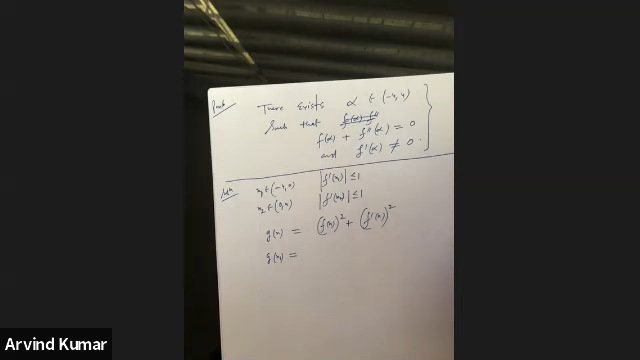 Prob
There Exists α ∈ (-4, 4)
Such that
f(α) + f''(α) = 0
and f'(α) ≠ 0.
Soln
x₁ ∈ (-4, 0) |f'(x₁)| ≤ 1
x₂ ∈ (0, 4) |f'(x₂)| ≤ 1
g(x) = (f(x))² + (f'(x))²
g(x₁) =
Arvind Kumar